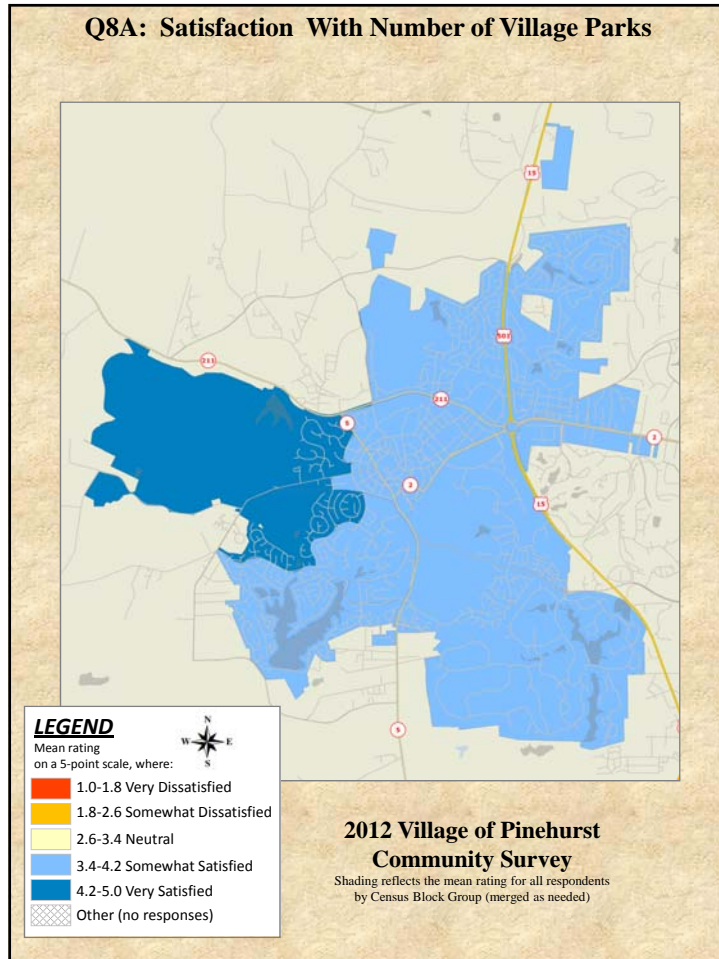 Q8A: Satisfaction With Number of Village Parks
15
501
211
211
5
2
2
15
5
LEGEND
N
W E
S
Mean rating
on a 5-point scale, where:
1.0-1.8 Very Dissatisfied
1.8-2.6 Somewhat Dissatisfied
2.6-3.4 Neutral
3.4-4.2 Somewhat Satisfied
4.2-5.0 Very Satisfied
Other (no responses)
2012 Village of Pinehurst
Community Survey
Shading reflects the mean rating for all respondents
by Census Block Group (merged as needed)